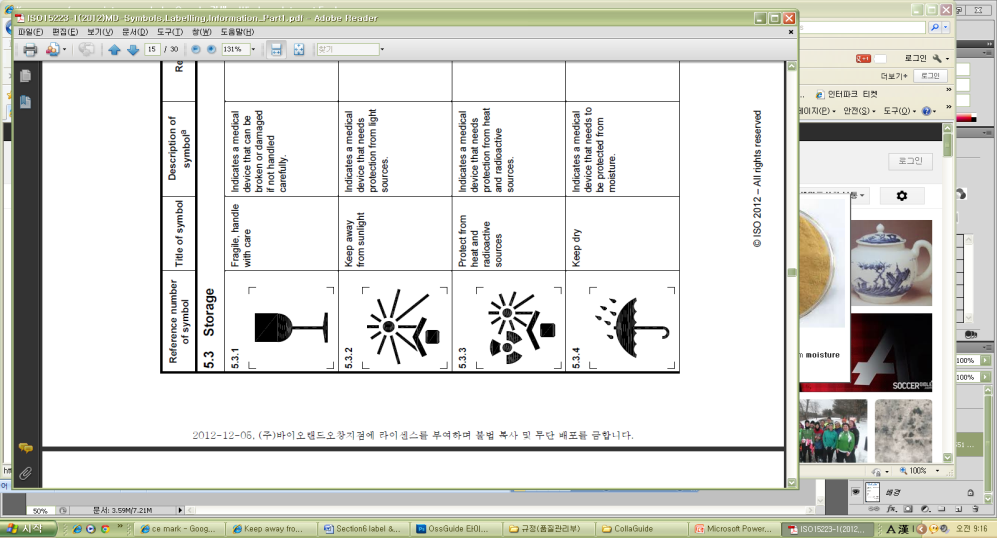 ISO15223_1(2012)MD_Symbols,Labelling,Information_Part1.pdf - Adobe Reader
파일(F) 편집(E) 보기(V) 문서(D) 도구(T) 창(W) 도움말(H)
15 / 30 131% 찾기
Reference number of symbol
Title of symbol
Description of symbolª
Re
5.3 Storage
5.3.1
Fragile, handle with care
Indicates a medical
device that can be
broken or damaged
if not handled
carefully.
5.3.2
Keep away
from sunlight
Indicates a medical
device that needs
protection from light
sources.
5.3.3
Protect from
heat and
radioactive
sources
Indicates a medical
device that needs
protection from heat
and radioactive
sources.
5.3.4
Keep dry
Indicates a medical
device that needs to
be protected from
moisture.
© ISO 2012 – All rights reserved
2012-12-05, (주)바이오랜드오창지점에 라이센스를 부여하며 불법 복사 및 무단 배포를 금합니다.
로그인
더보기» 로그인
인터파크 티켓
안전(S) 도구(O)
로그인
moisture
SOCCER
100%
100%
100%
배경
50% 문서: 3.59M/7.21M
시작
ce mark - Goog...
Keep away fro...
Section6 label &...
OssGuide 타이...
규정(품질관리부)
CollaGuide
Microsoft Power...
ISO15223-1(2012...
A 漢
오전 9:16